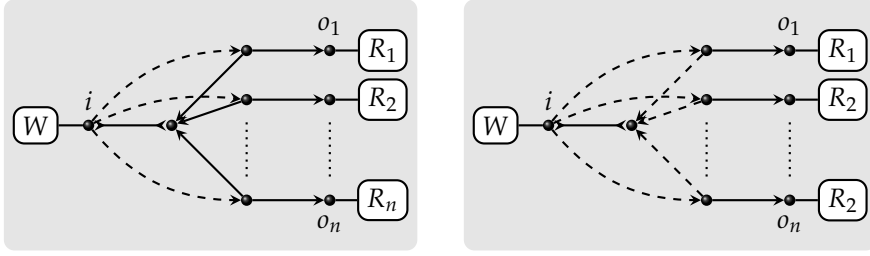 o₁ o₁
R₁ R₁
i R₂ i R₂
W W
Rₙ R₂
oₙ oₙ